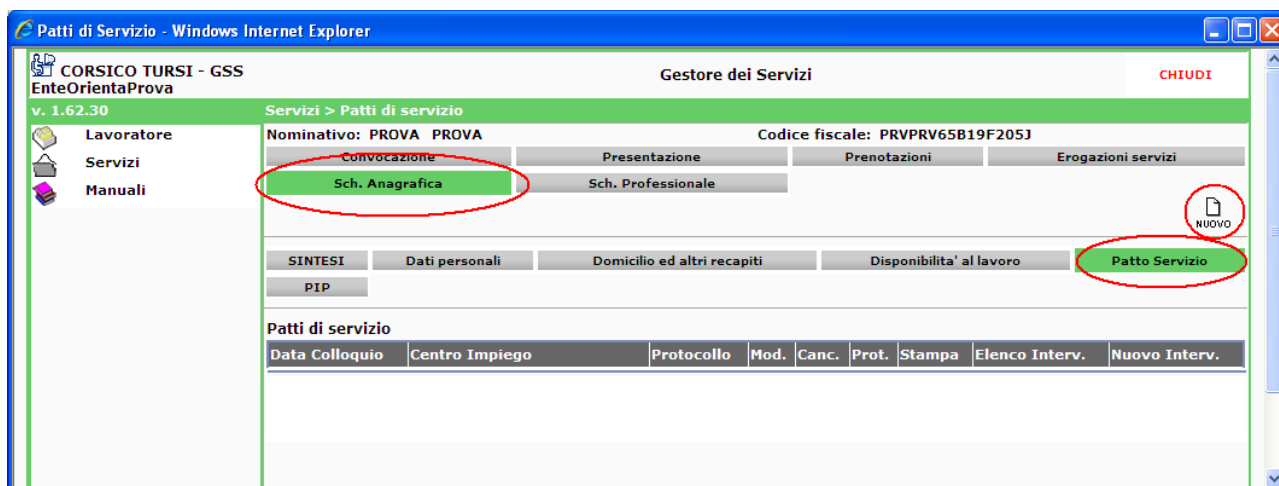 Patti di Servizio - Windows Internet Explorer
CORSICO TURSI - GSS
EnteOrientaProva
Gestore dei Servizi
CHIUDI
v. 1.62.30
Servizi > Patti di servizio
Lavoratore
Servizi
Manuali
Nominativo: PROVA PROVA
Codice fiscale: PRVPRV65B19F205J
Convocazione Presentazione Prenotazioni Erogazioni servizi
Sch. Anagrafica Sch. Professionale
NUOVO
SINTESI Dati personali Domicilio ed altri recapiti Disponibilita' al lavoro Patto Servizio
PIP
Patti di servizio
Data Colloquio Centro Impiego Protocollo Mod. Canc. Prot. Stampa Elenco Interv. Nuovo Interv.